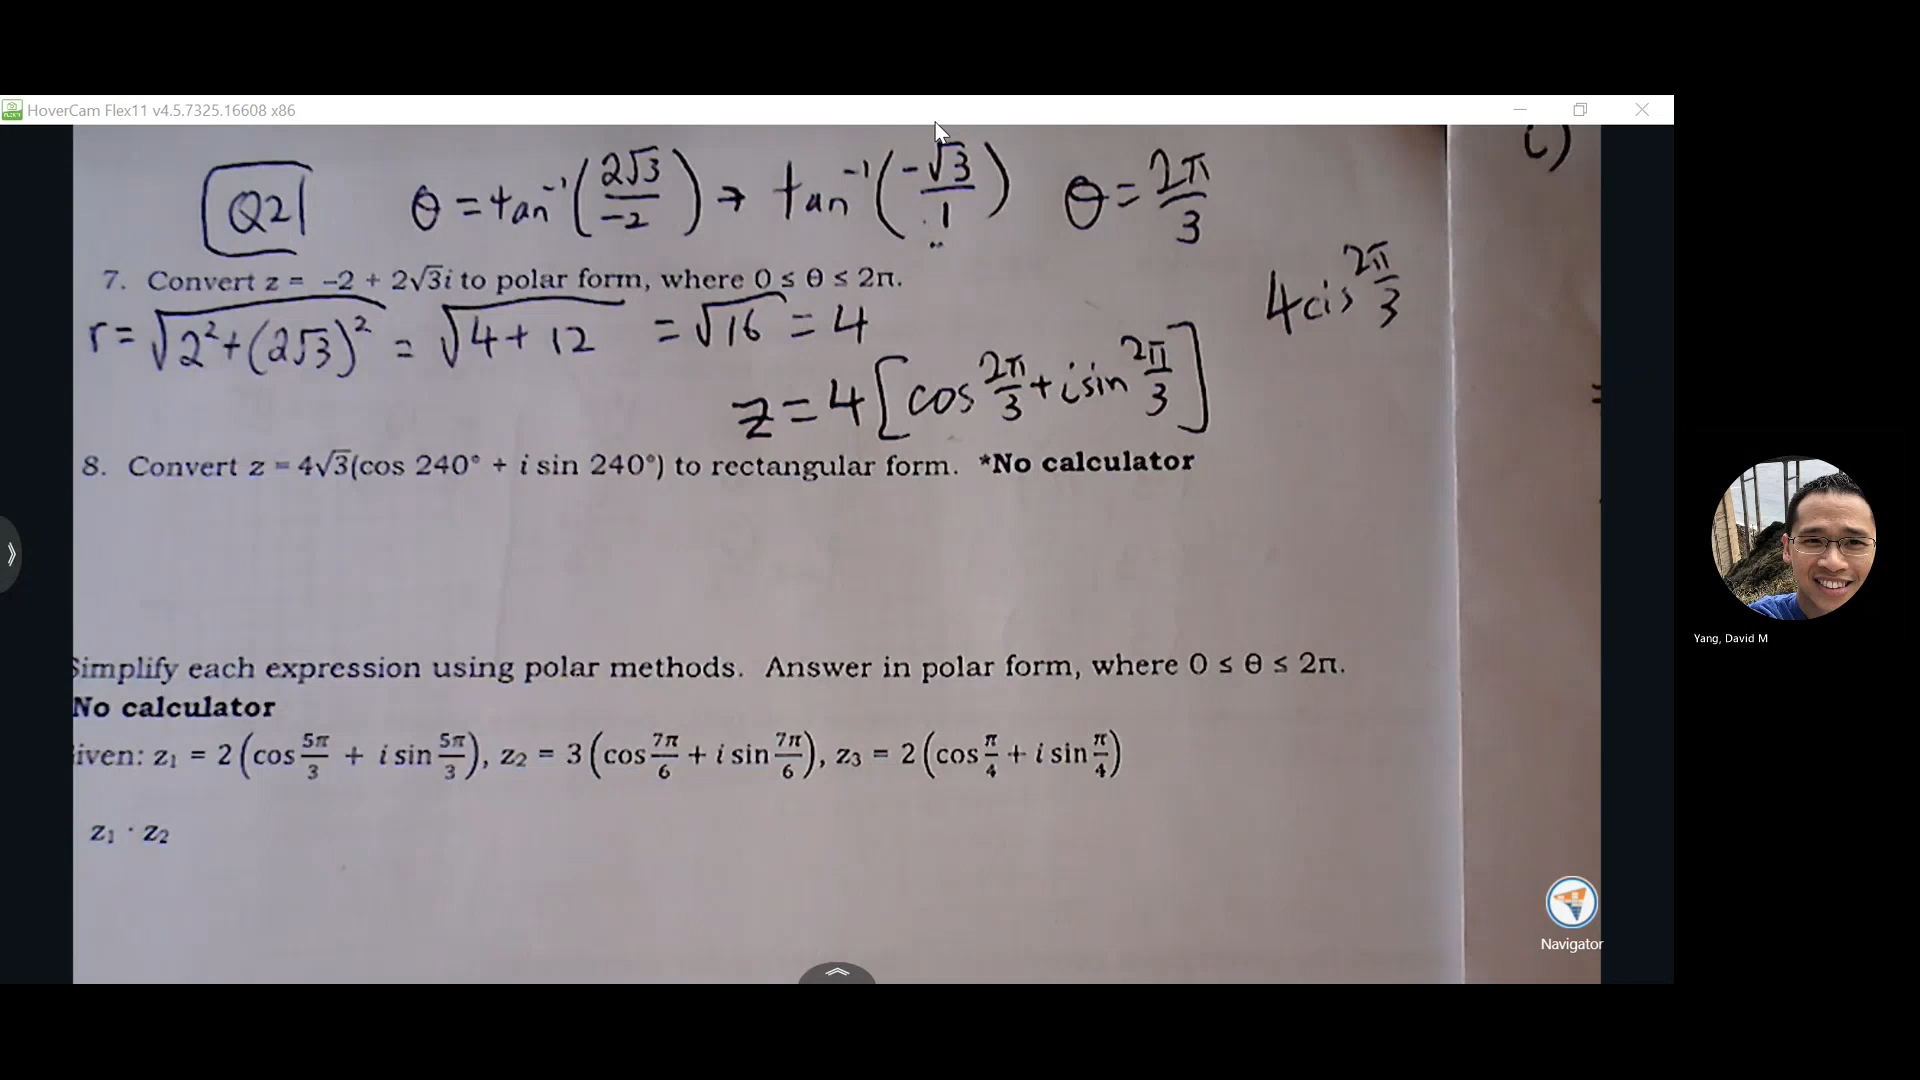 HoverCam Flex11 v4.5.7325.16608 x86
i)
Q2 θ = tan⁻¹(2√3/-2) → tan⁻¹(-√3/1) θ = 2π/3
7. Convert z = -2 + 2√3i to polar form, where 0 ≤ θ ≤ 2π.
4cis 2π/3
r = √2²+(2√3)² = √4+12 = √16 = 4
z = 4[cos 2π/3 + isin 2π/3]
8. Convert z = 4√3(cos 240° + i sin 240°) to rectangular form. *No calculator
Simplify each expression using polar methods. Answer in polar form, where 0 ≤ θ ≤ 2π.
No calculator
iven: z₁ = 2(cos 5π/3 + i sin 5π/3), z₂ = 3(cos 7π/6 + i sin 7π/6), z₃ = 2(cos π/4 + i sin π/4)
z₁ · z₂
Navigator
Yang, David M